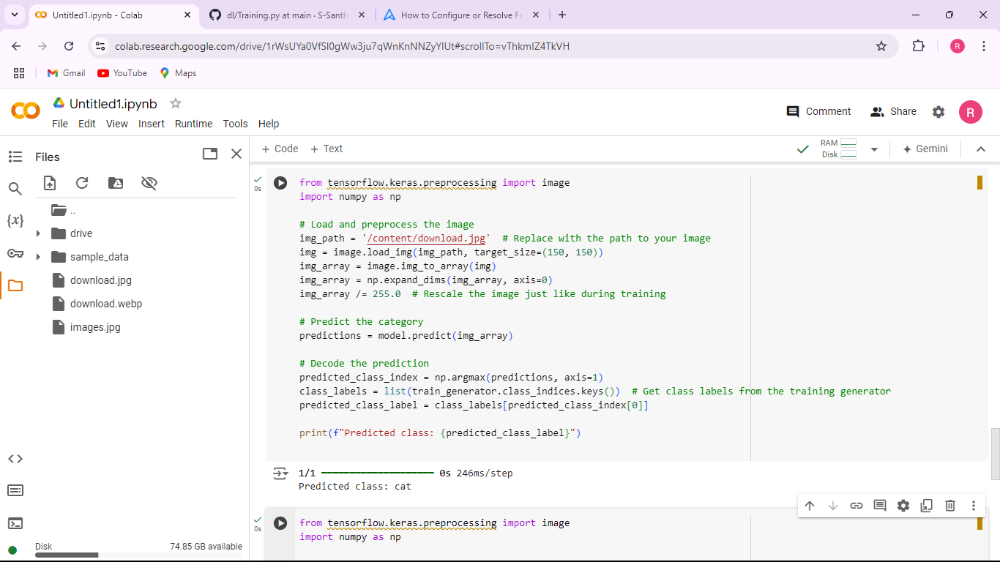 Untitled1.ipynb - Colab
dl/Training.py at main · S-Santh
How to Configure or Resolve Fo
colab.research.google.com/drive/1rWsUYa0VfSl0gWw3ju7qWnKnNNZyYIUt#scrollTo=vThkmIZ4TkVH
R
Gmail
YouTube
Maps
Untitled1.ipynb
File Edit View Insert Runtime Tools Help
Comment
Share
R
Files
+ Code + Text
RAM
Disk
Gemini
{x}
..
drive
sample_data
download.jpg
download.webp
images.jpg
Disk
74.85 GB available
0s
from tensorflow.keras.preprocessing import image
import numpy as np
# Load and preprocess the image
img_path = '/content/download.jpg'  # Replace with the path to your image
img = image.load_img(img_path, target_size=(150, 150))
img_array = image.img_to_array(img)
img_array = np.expand_dims(img_array, axis=0)
img_array /= 255.0  # Rescale the image just like during training
# Predict the category
predictions = model.predict(img_array)
# Decode the prediction
predicted_class_index = np.argmax(predictions, axis=1)
class_labels = list(train_generator.class_indices.keys())  # Get class labels from the training generator
predicted_class_label = class_labels[predicted_class_index[0]]
print(f"Predicted class: {predicted_class_label}")
1/1 ━━━━━━━━━━━━━━━━━━━━ 0s 246ms/step
Predicted class: cat
0s
from tensorflow.keras.preprocessing import image
import numpy as np